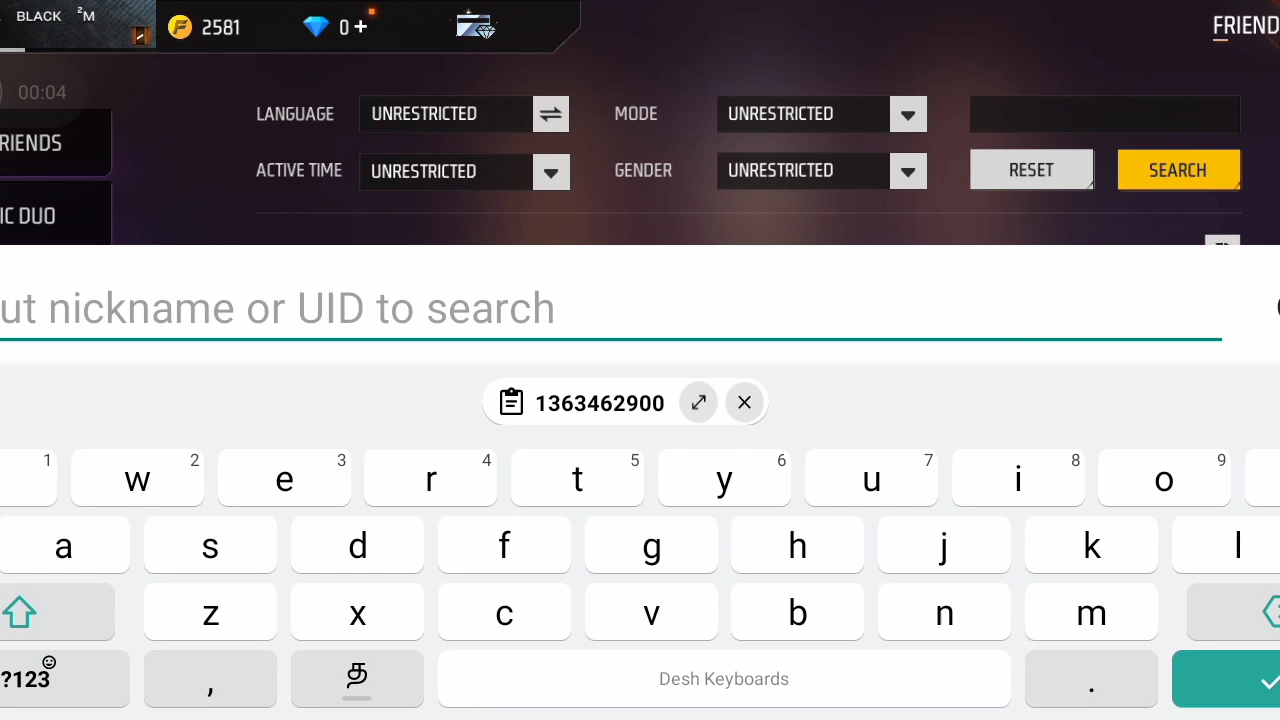 BLACK ²M
2581
0 +
FRIEND
00:04
RIENDS
IC DUO
LANGUAGE UNRESTRICTED MODE UNRESTRICTED
ACTIVE TIME UNRESTRICTED GENDER UNRESTRICTED RESET SEARCH
ut nickname or UID to search
1363462900
1 w 2 e 3 r 4 t 5 y 6 u 7 i 8 o 9
a s d f g h j k l
z x c v b n m
?123 , த Desh Keyboards .